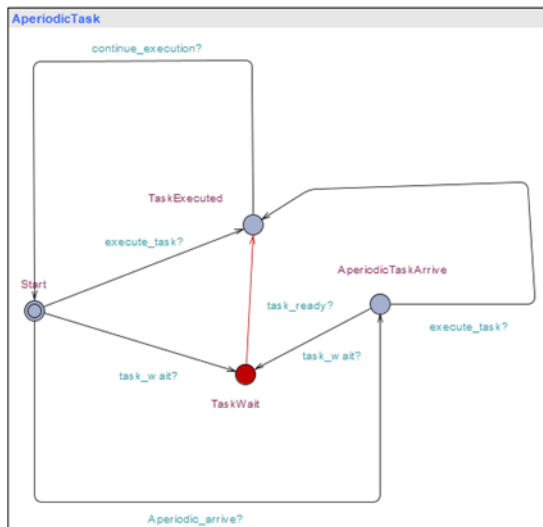 AperiodicTask
continue_execution?
TaskExecuted
execute_task?
AperiodicTaskArrive
Start
task_ready?
execute_task?
task_wait?
task_wait?
TaskWait
Aperiodic_arrive?